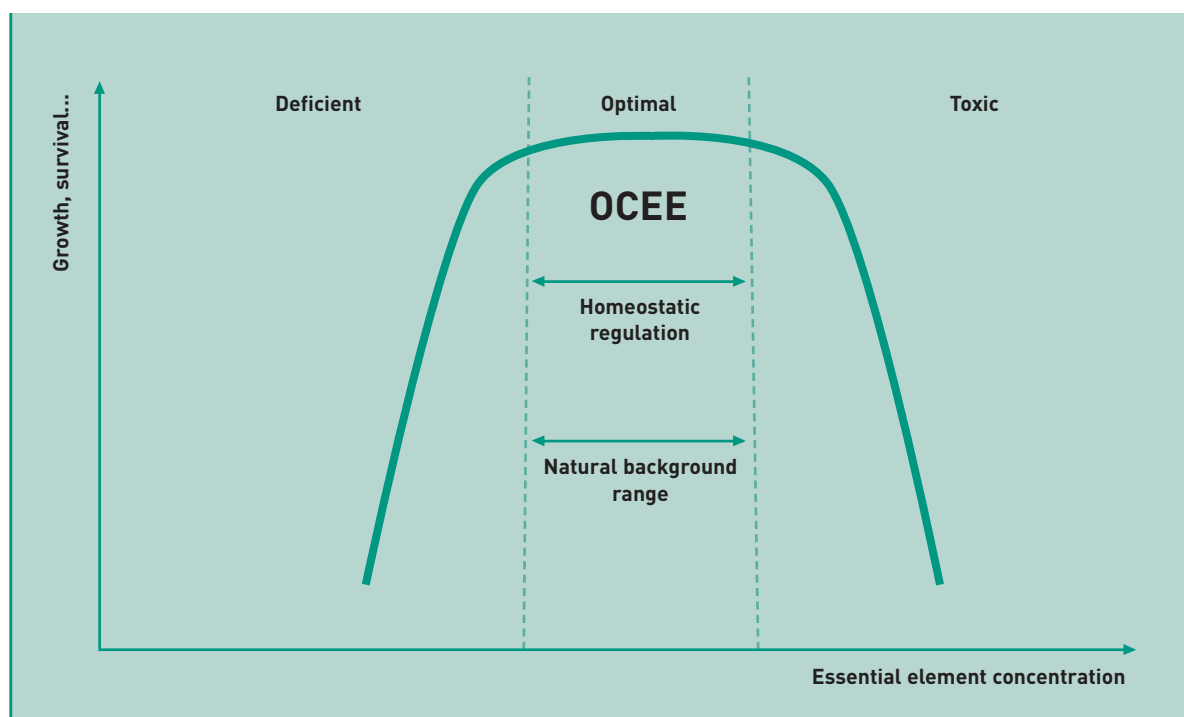 Deficient
Optimal
Toxic
Growth, survival...
OCEE
Homeostatic
regulation
Natural background
range
Essential element concentration